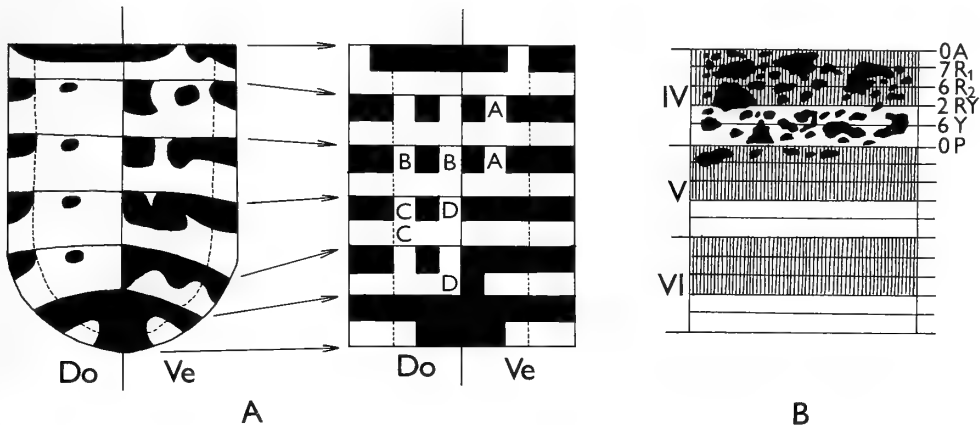 A
B B A
C D
C
D
Do Ve
Do Ve
A
IV
V
VI
0 A
7 R₁
6 R₂
2 RY
6 Y
0 P
B